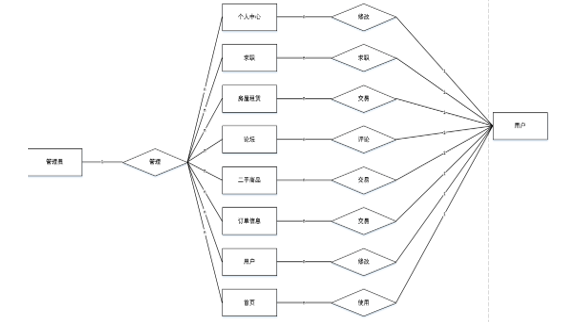 个人中心
修改
求职
求职
房屋租赁
交易
论坛
评论
用户
管理员
管理
二手商品
交易
订单信息
交易
用户
修改
首页
使用